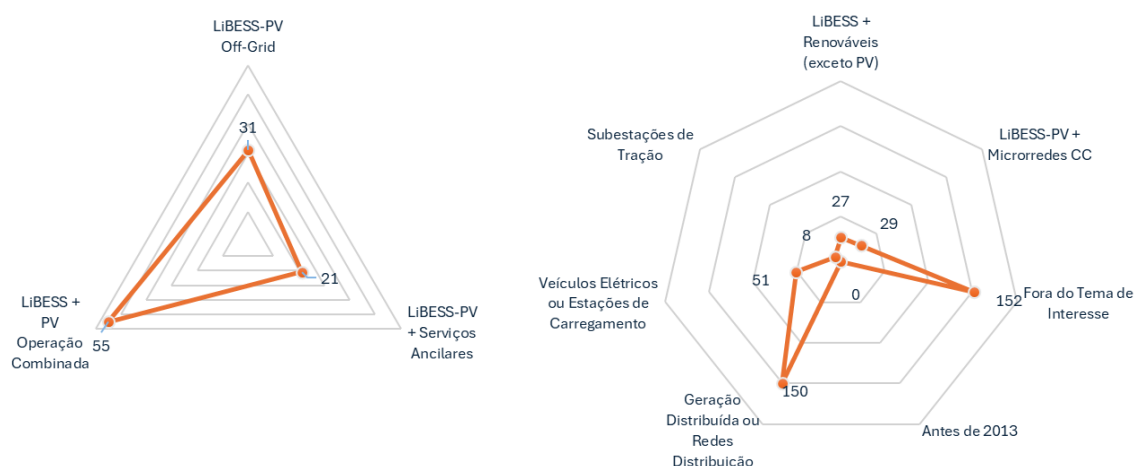 LiBESS-PV
Off-Grid
31
21
LiBESS +
PV
Operação
Combinada
55
LiBESS-PV
+ Serviços
Ancilares
LiBESS +
Renováveis
(exceto PV)
Subestações de
Tração
LiBESS-PV +
Microrredes CC
27
29
8
Veículos Elétricos
ou Estações de
Carregamento
51
0
152
Fora do Tema de
Interesse
150
Geração
Distribuída ou
Redes
Distribuição
Antes de 2013